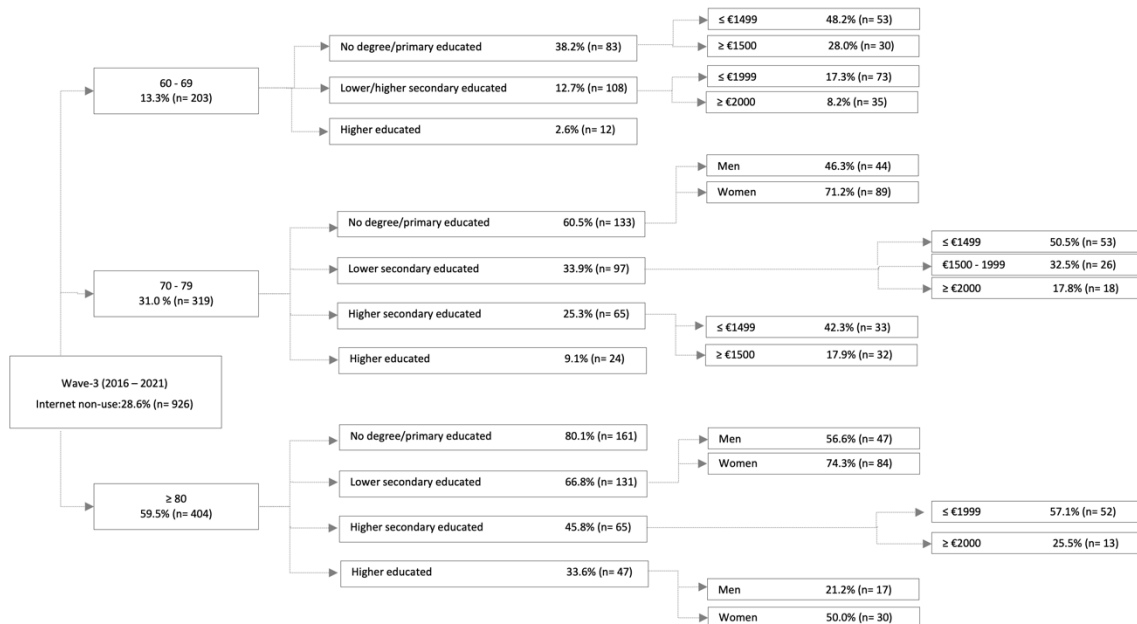 ≤ €1499 48.2% (n= 53)
No degree/primary educated 38.2% (n= 83)
≥ €1500 28.0% (n= 30)
60 - 69
13.3% (n= 203)
≤ €1999 17.3% (n= 73)
Lower/higher secondary educated 12.7% (n= 108)
≥ €2000 8.2% (n= 35)
Higher educated 2.6% (n= 12)
Men 46.3% (n= 44)
Women 71.2% (n= 89)
No degree/primary educated 60.5% (n= 133)
≤ €1499 50.5% (n= 53)
Lower secondary educated 33.9% (n= 97)
€1500 - 1999 32.5% (n= 26)
≥ €2000 17.8% (n= 18)
70 - 79
31.0 % (n= 319)
Higher secondary educated 25.3% (n= 65)
≤ €1499 42.3% (n= 33)
≥ €1500 17.9% (n= 32)
Higher educated 9.1% (n= 24)
Wave-3 (2016 – 2021)
Internet non-use:28.6% (n= 926)
No degree/primary educated 80.1% (n= 161)
Men 56.6% (n= 47)
Women 74.3% (n= 84)
Lower secondary educated 66.8% (n= 131)
≥ 80
59.5% (n= 404)
≤ €1999 57.1% (n= 52)
Higher secondary educated 45.8% (n= 65)
≥ €2000 25.5% (n= 13)
Higher educated 33.6% (n= 47)
Men 21.2% (n= 17)
Women 50.0% (n= 30)